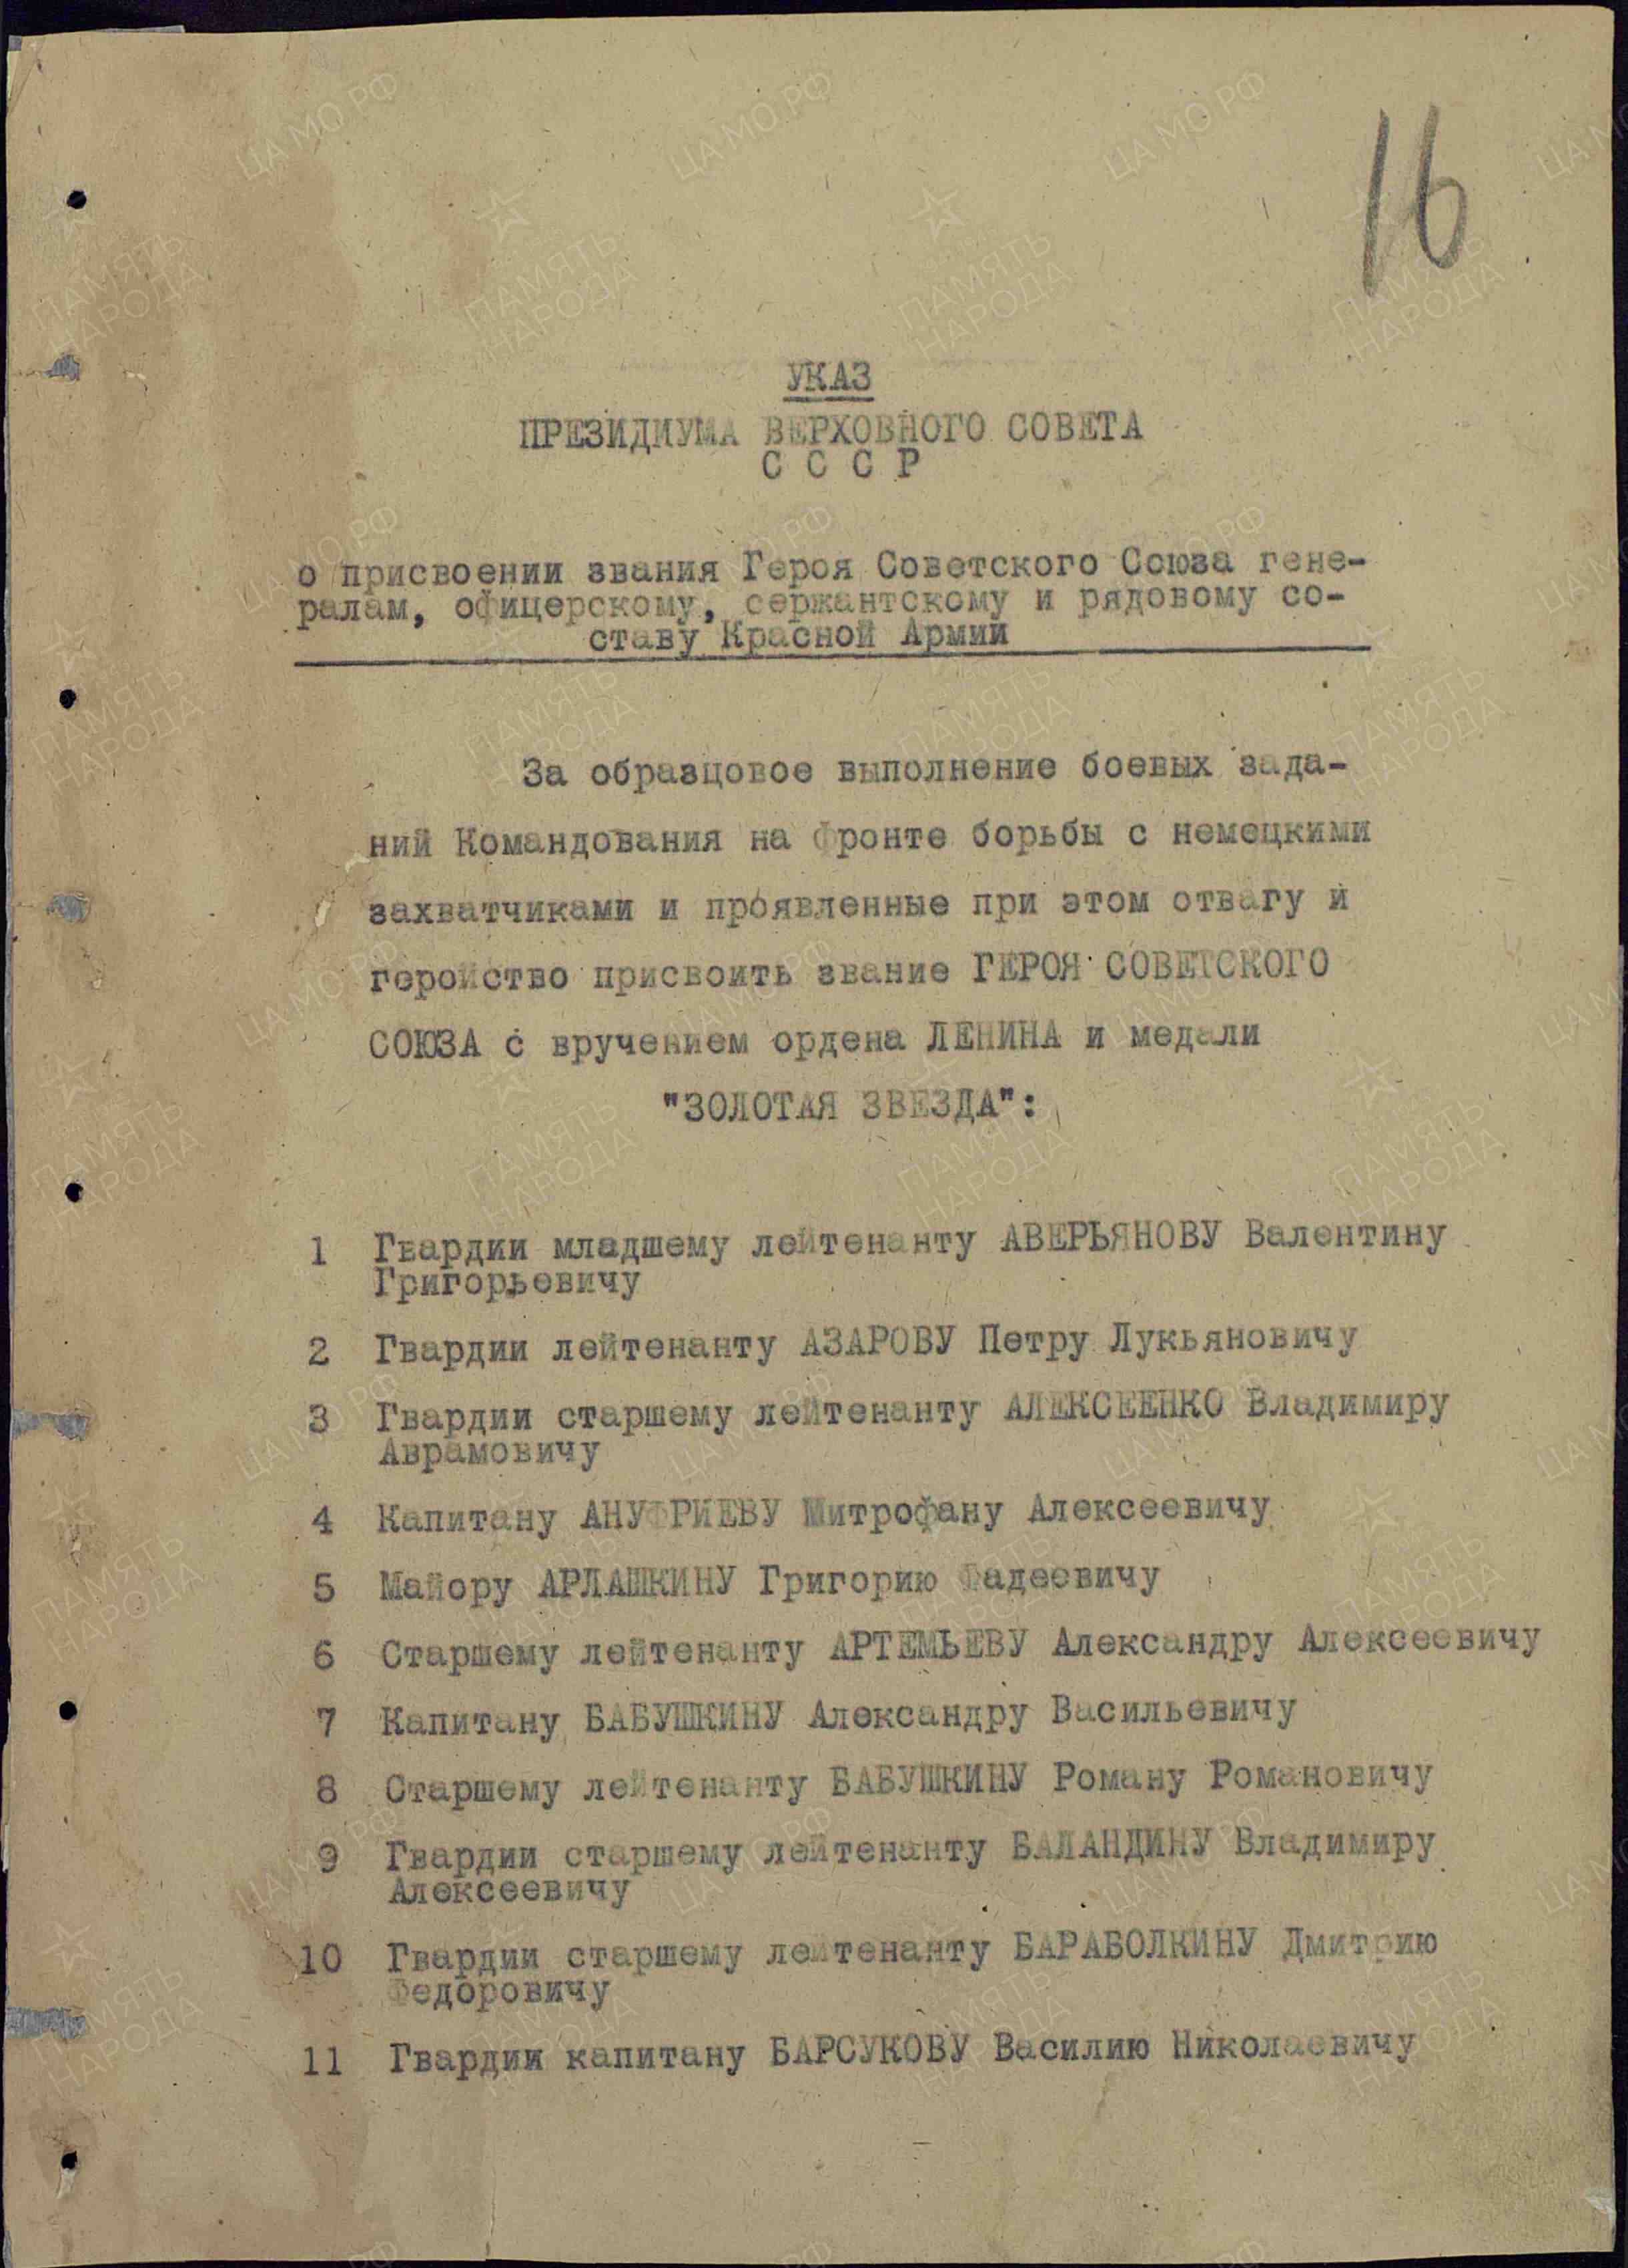 16
УКАЗ
ПРЕЗИДИУМА ВЕРХОВНОГО СОВЕТА
С С С Р
о присвоении звания Героя Советского Союза гене-
ралам, офицерскому, сержантскому и рядовому со-
ставу Красной Армии
За образцовое выполнение боевых зада-
ний Командования на фронте борьбы с немецкими
захватчиками и проявленные при этом отвагу и
геройство присвоить звание ГЕРОЯ СОВЕТСКОГО
СОЮЗА с вручением ордена ЛЕНИНА и медали
"ЗОЛОТАЯ ЗВЕЗДА":
1 Гвардии младшему лейтенанту АВЕРЬЯНОВУ Валентину
Григорьевичу
2 Гвардии лейтенанту АЗАРОВУ Петру Лукьяновичу
3 Гвардии старшему лейтенанту АЛЕКСЕЕНКО Владимиру
Аврамовичу
4 Капитану АНУФРИЕВУ Митрофану Алексеевичу
5 Майору АРЛАШКИНУ Григорию Фадеевичу
6 Старшему лейтенанту АРТЕМЬЕВУ Александру Алексеевичу
7 Капитану БАБУШКИНУ Александру Васильевичу
8 Старшему лейтенанту БАБУШКИНУ Роману Романовичу
9 Гвардии старшему лейтенанту БАЛАНДИНУ Владимиру
Алексеевичу
10 Гвардии старшему лейтенанту БАРАБОЛКИНУ Дмитрию
Федоровичу
11 Гвардии капитану БАРСУКОВУ Василию Николаевичу
ЦА МО РФ
ПАМЯТЬ
НАРОДА